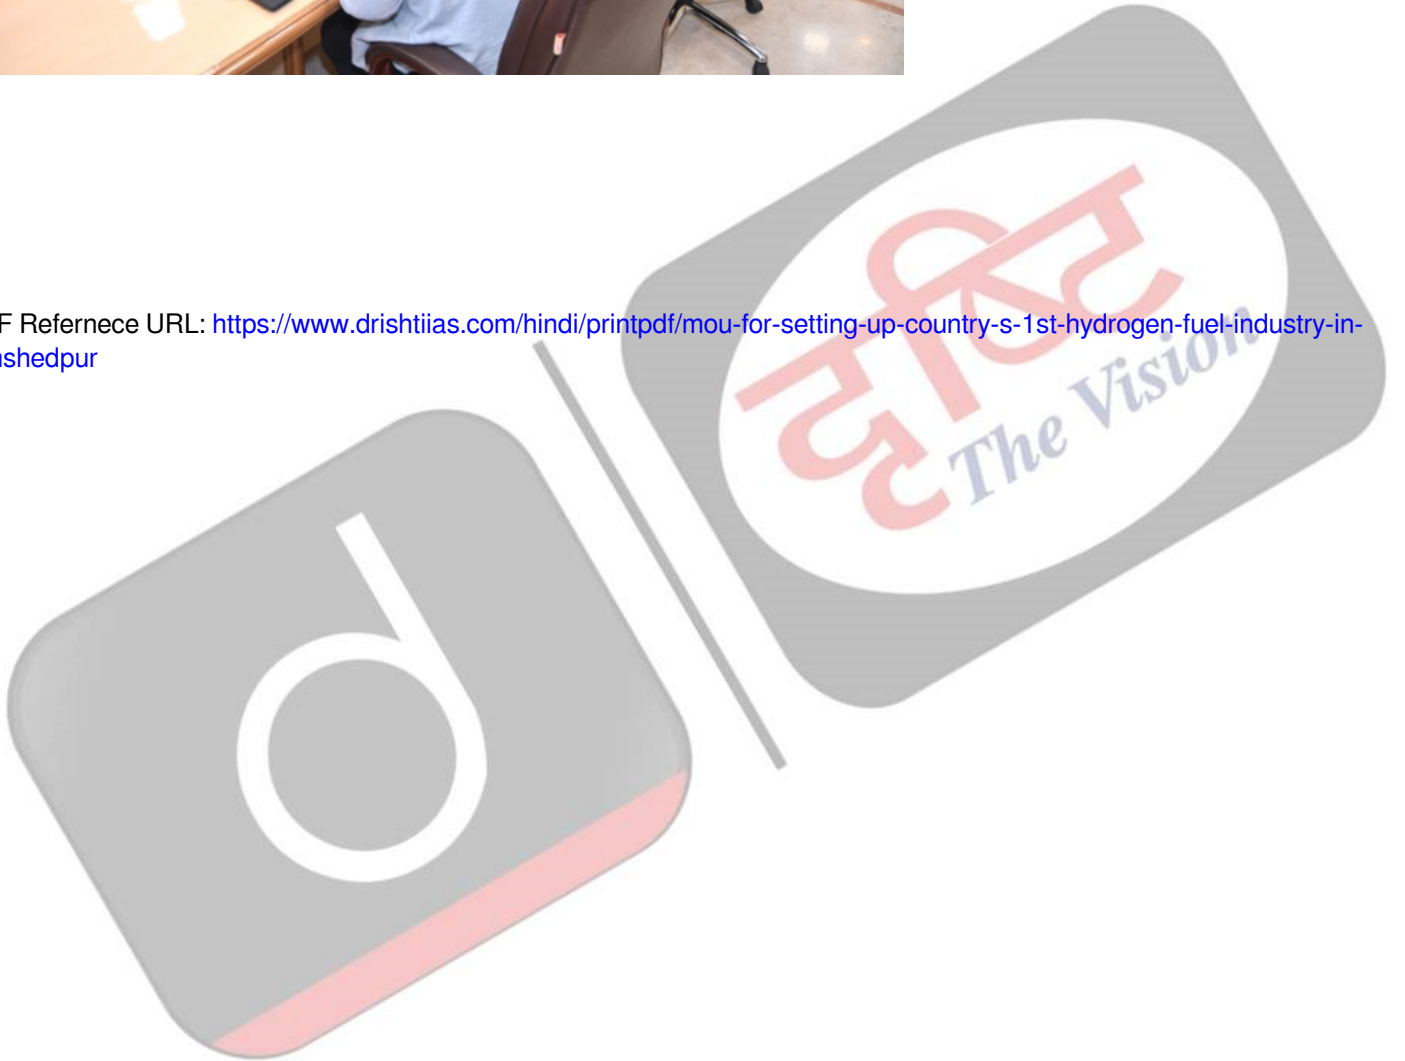 F Refernece URL: https://www.drishtiias.com/hindi/printpdf/mou-for-setting-up-country-s-1st-hydrogen-fuel-industry-in-
shedpur
दृष्टि
The Vision
d